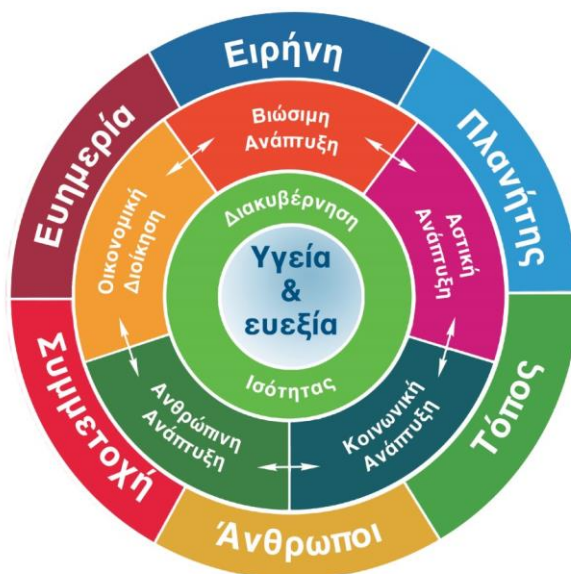 Ειρήνη
Πλανήτης
Τόπος
Άνθρωποι
Συμμετοχή
Ευημερία
Βιώσιμη
Ανάπτυξη
Αστική
Ανάπτυξη
Κοινωνική
Ανάπτυξη
Ανθρώπινη
Ανάπτυξη
Οικονομική
Διοίκηση
Διακυβέρνηση
Ισότητας
Υγεία
&
ευεξία